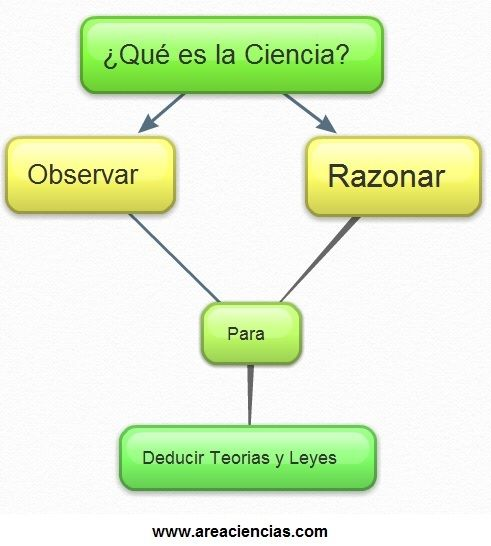 ¿Qué es la Ciencia?
Observar
Razonar
Para
Deducir Teorias y Leyes
www.areaciencias.com